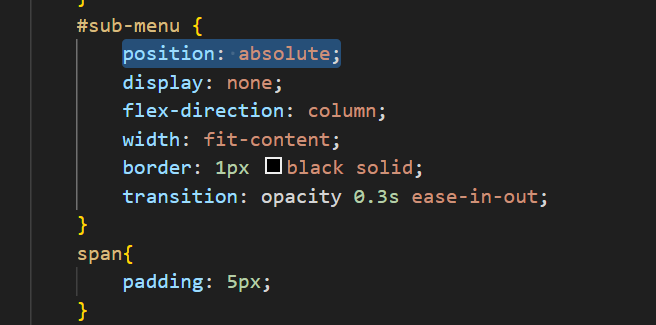 }
#sub-menu {
position: absolute;
display: none;
flex-direction: column;
width: fit-content;
border: 1px black solid;
transition: opacity 0.3s ease-in-out;
}
span{
padding: 5px;
}